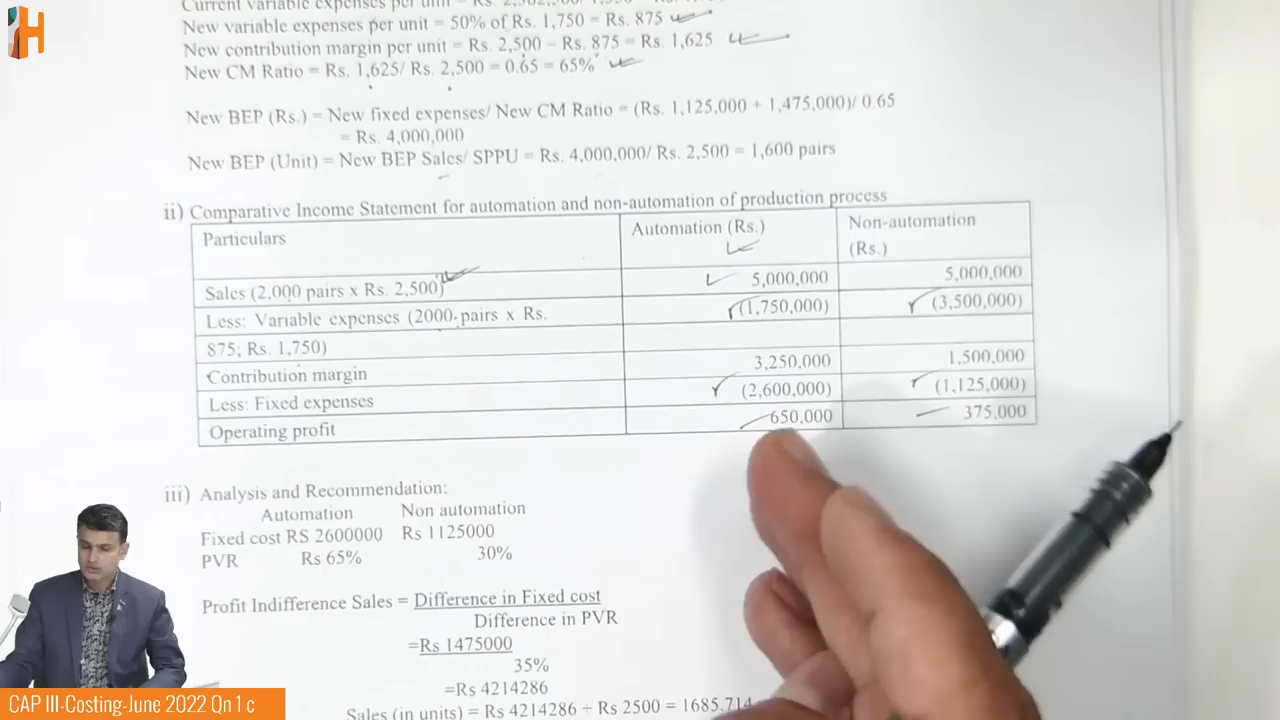 Current variable expenses per unit
New variable expenses per unit = 50% of Rs. 1,750 = Rs. 875
New contribution margin per unit = Rs. 2,500 – Rs. 875 = Rs. 1,625
New CM Ratio = Rs. 1,625/ Rs. 2,500 = 0.65 = 65%
New BEP (Rs.) = New fixed expenses/ New CM Ratio = (Rs. 1,125,000 + 1,475,000)/ 0.65
= Rs. 4,000,000
New BEP (Unit) = New BEP Sales/ SPPU = Rs. 4,000,000/ Rs. 2,500 = 1,600 pairs
ii) Comparative Income Statement for automation and non-automation of production process
Particulars Automation (Rs.) Non-automation
(Rs.)
Sales (2,000 pairs x Rs. 2,500) 5,000,000 5,000,000
Less: Variable expenses (2000 pairs x Rs. (1,750,000) (3,500,000)
875; Rs. 1,750)
Contribution margin 3,250,000 1,500,000
Less: Fixed expenses (2,600,000) (1,125,000)
Operating profit 650,000 375,000
iii) Analysis and Recommendation:
Automation Non automation
Fixed cost RS 2600000 Rs 1125000
PVR Rs 65% 30%
Profit Indifference Sales = Difference in Fixed cost
Difference in PVR
=Rs 1475000
35%
=Rs 4214286
Sales (in units) = Rs 4214286 ÷ Rs 2500 = 1685.714
H
CAP III-Costing-June 2022 Qn 1 c